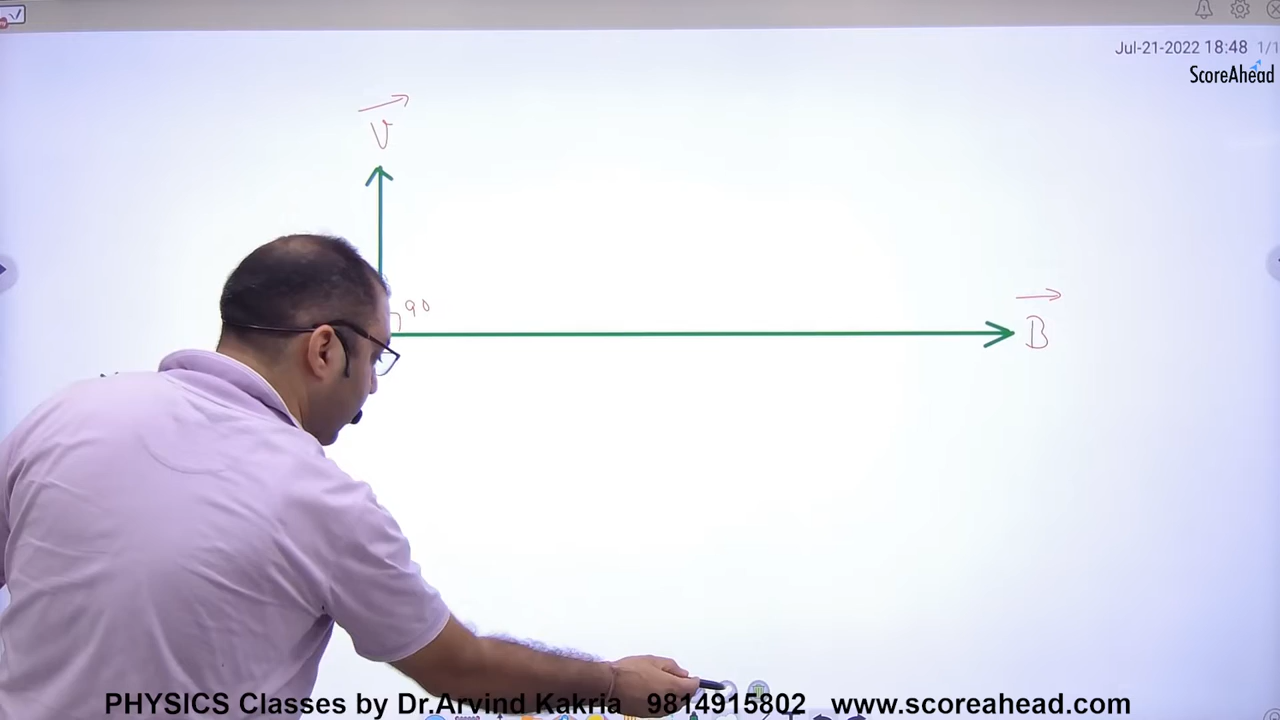 Jul-21-2022 18:48 1/1
ScoreAhead
V
90
B
PHYSICS Classes by Dr.Arvind Kakria 9814915802 www.scoreahead.com